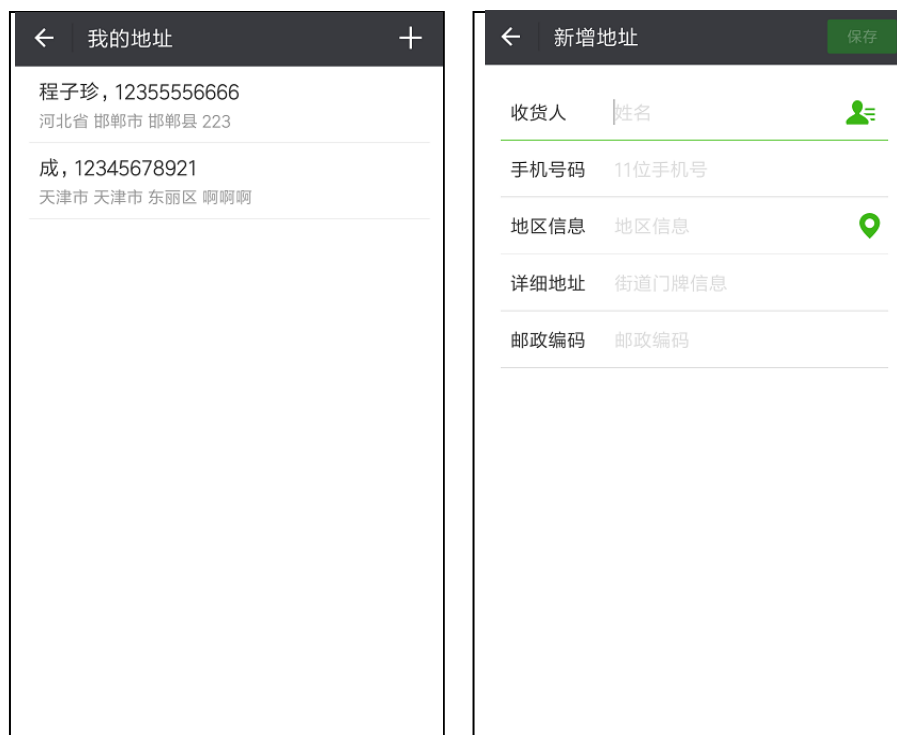 我的地址
程子珍，12355556666
河北省 邯郸市 邯郸县 223
成，12345678921
天津市 天津市 东丽区 啊啊啊
新增地址
保存
收货人 姓名
手机号码 11位手机号
地区信息 地区信息
详细地址 街道门牌信息
邮政编码 邮政编码